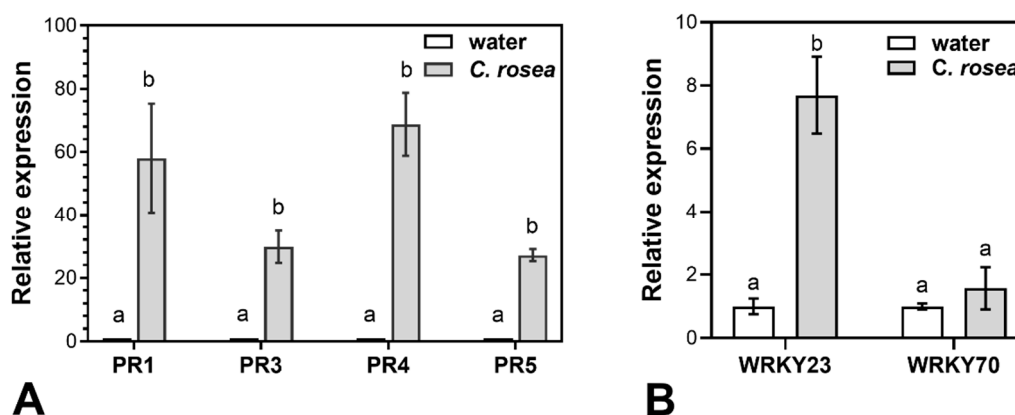 100
80
60
40
20
0
Relative expression
water
C. rosea
a
b
a
b
a
b
a
b
PR1
PR3
PR4
PR5
A
10
8
6
4
2
0
Relative expression
water
C. rosea
a
b
a
a
WRKY23
WRKY70
B